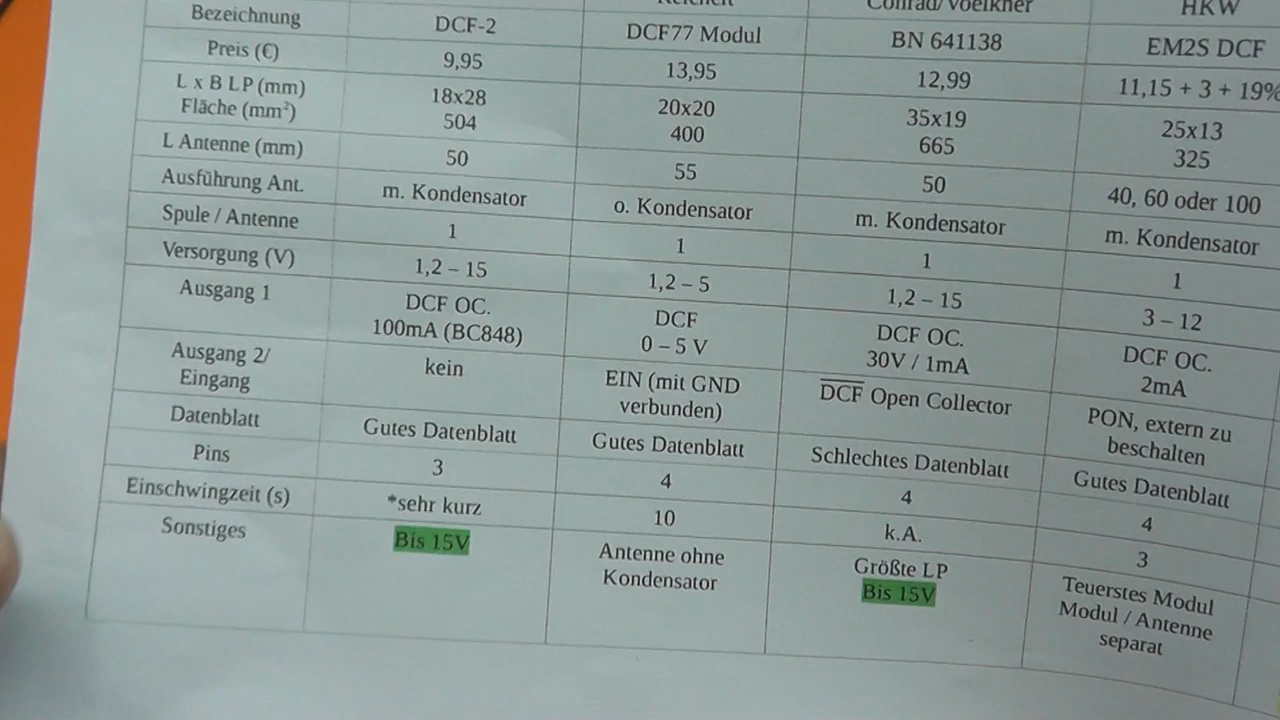 Reichelt
Conrad/Voelkner
HKW
Bezeichnung
DCF-2
DCF77 Modul
BN 641138
EM2S DCF
Preis (€)
9,95
13,95
12,99
11,15 + 3 + 19%
L x B LP (mm)
Fläche (mm²)
18x28
504
20x20
400
35x19
665
25x13
325
L Antenne (mm)
50
55
50
40, 60 oder 100
Ausführung Ant.
m. Kondensator
o. Kondensator
m. Kondensator
m. Kondensator
Spule / Antenne
1
1
1
1
Versorgung (V)
1,2 – 15
1,2 – 5
1,2 – 15
3 – 12
Ausgang 1
DCF OC.
100mA (BC848)
DCF
0 – 5 V
DCF OC.
30V / 1mA
DCF OC.
2mA
Ausgang 2/
Eingang
kein
EIN (mit GND
verbunden)
D̅C̅F̅ Open Collector
PON, extern zu
beschalten
Datenblatt
Gutes Datenblatt
Gutes Datenblatt
Schlechtes Datenblatt
Gutes Datenblatt
Pins
3
4
4
4
Einschwingzeit (s)
*sehr kurz
10
k.A.
3
Sonstiges
Bis 15V
Antenne ohne
Kondensator
Größte LP
Bis 15V
Teuerstes Modul
Modul / Antenne
separat